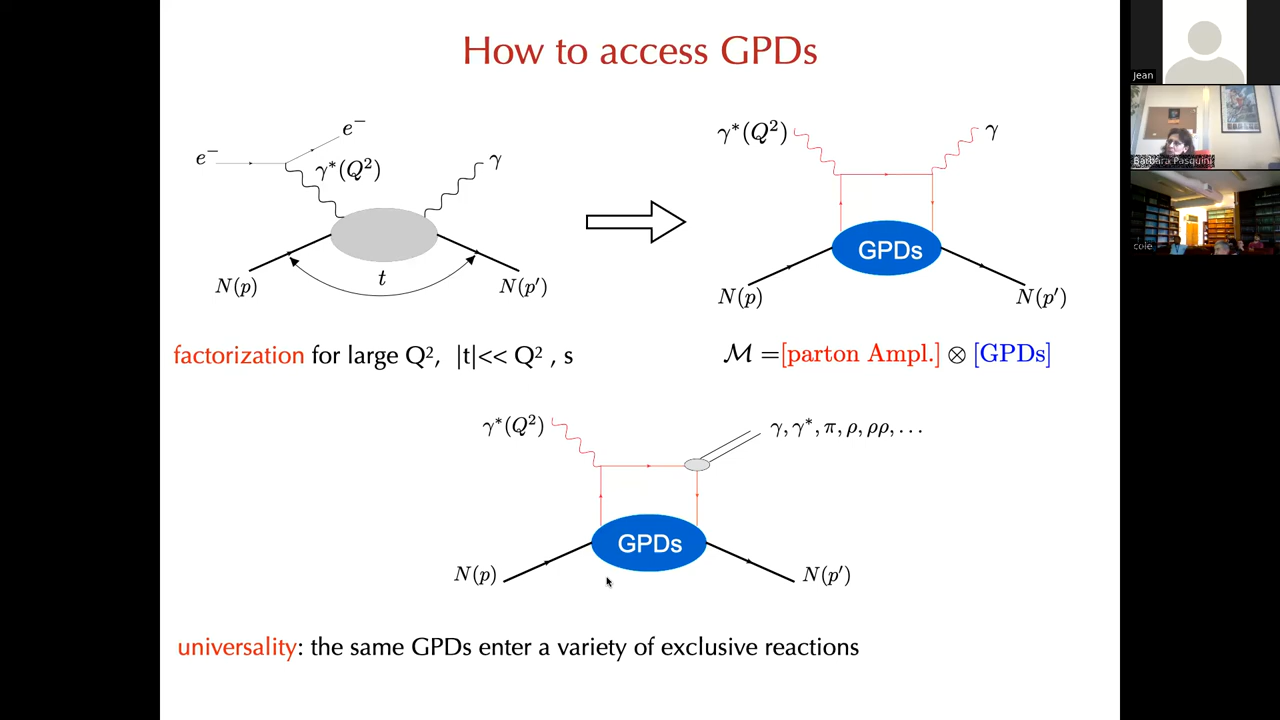 How to access GPDs
e⁻
e⁻
γ*(Q²)
γ
N(p)
t
N(p′)
γ*(Q²)
γ
GPDs
N(p)
N(p′)
factorization for large Q², |t|<< Q² , s
ℳ =[parton Ampl.] ⊗ [GPDs]
γ*(Q²)
γ, γ*, π, ρ, ρρ, . . .
GPDs
N(p)
N(p′)
universality: the same GPDs enter a variety of exclusive reactions
Jean
Barbara Pasquini
cole